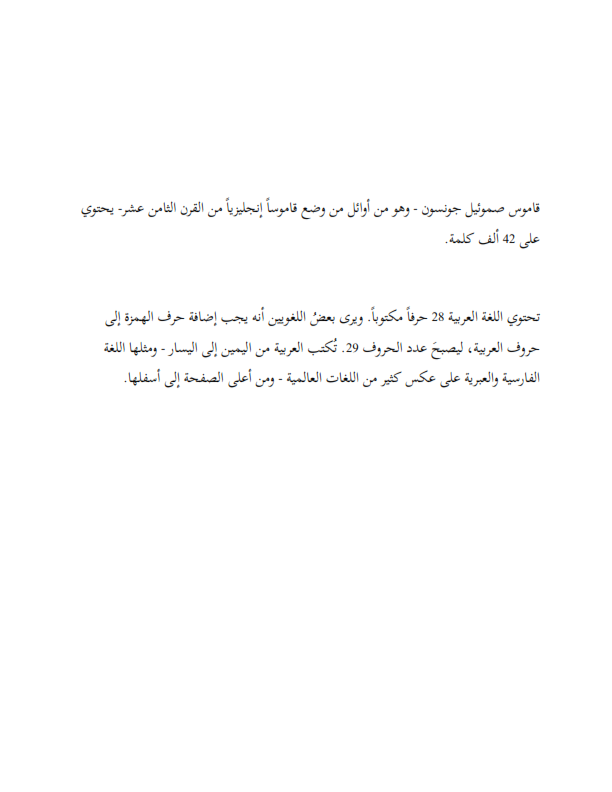 قاموس صموئيل جونسون - وهو من أوائل من وضع قاموساً إنجليزياً من القرن الثامن عشر- يحتوي
على 42 ألف كلمة.
تحتوي اللغة العربية 28 حرفاً مكتوباً. ويرى بعضُ اللغويين أنه يجب إضافة حرف الهمزة إلى
حروف العربية، ليصبحَ عدد الحروف 29. تُكتب العربية من اليمين إلى اليسار - ومثلها اللغة
الفارسية والعبرية على عكس كثير من اللغات العالمية - ومن أعلى الصفحة إلى أسفلها.